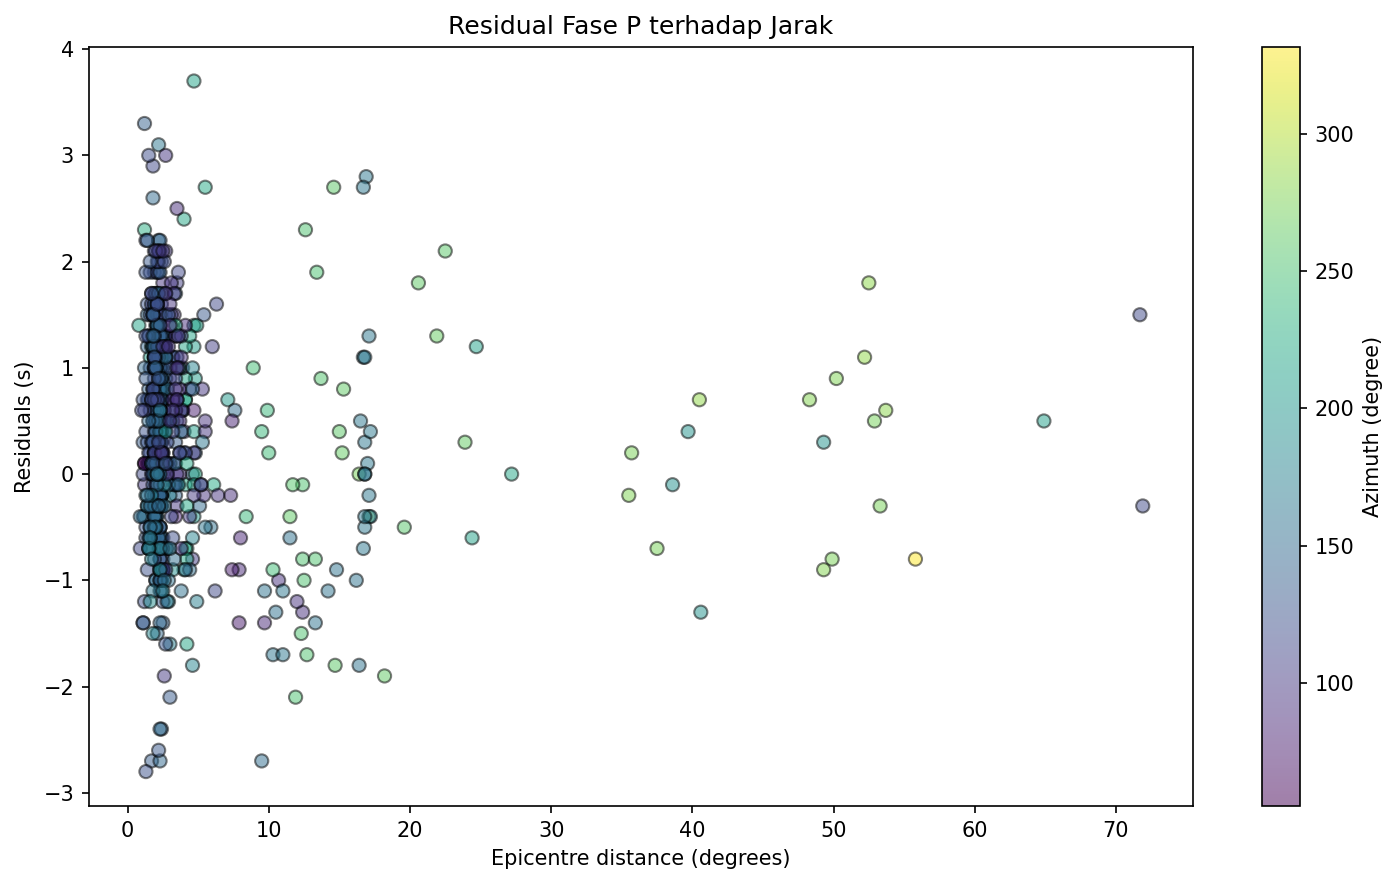 Residual Fase P terhadap Jarak
4
3
2
1
0
−1
−2
−3
Residuals (s)
0 10 20 30 40 50 60 70
Epicentre distance (degrees)
300
250
200
150
100
Azimuth (degree)